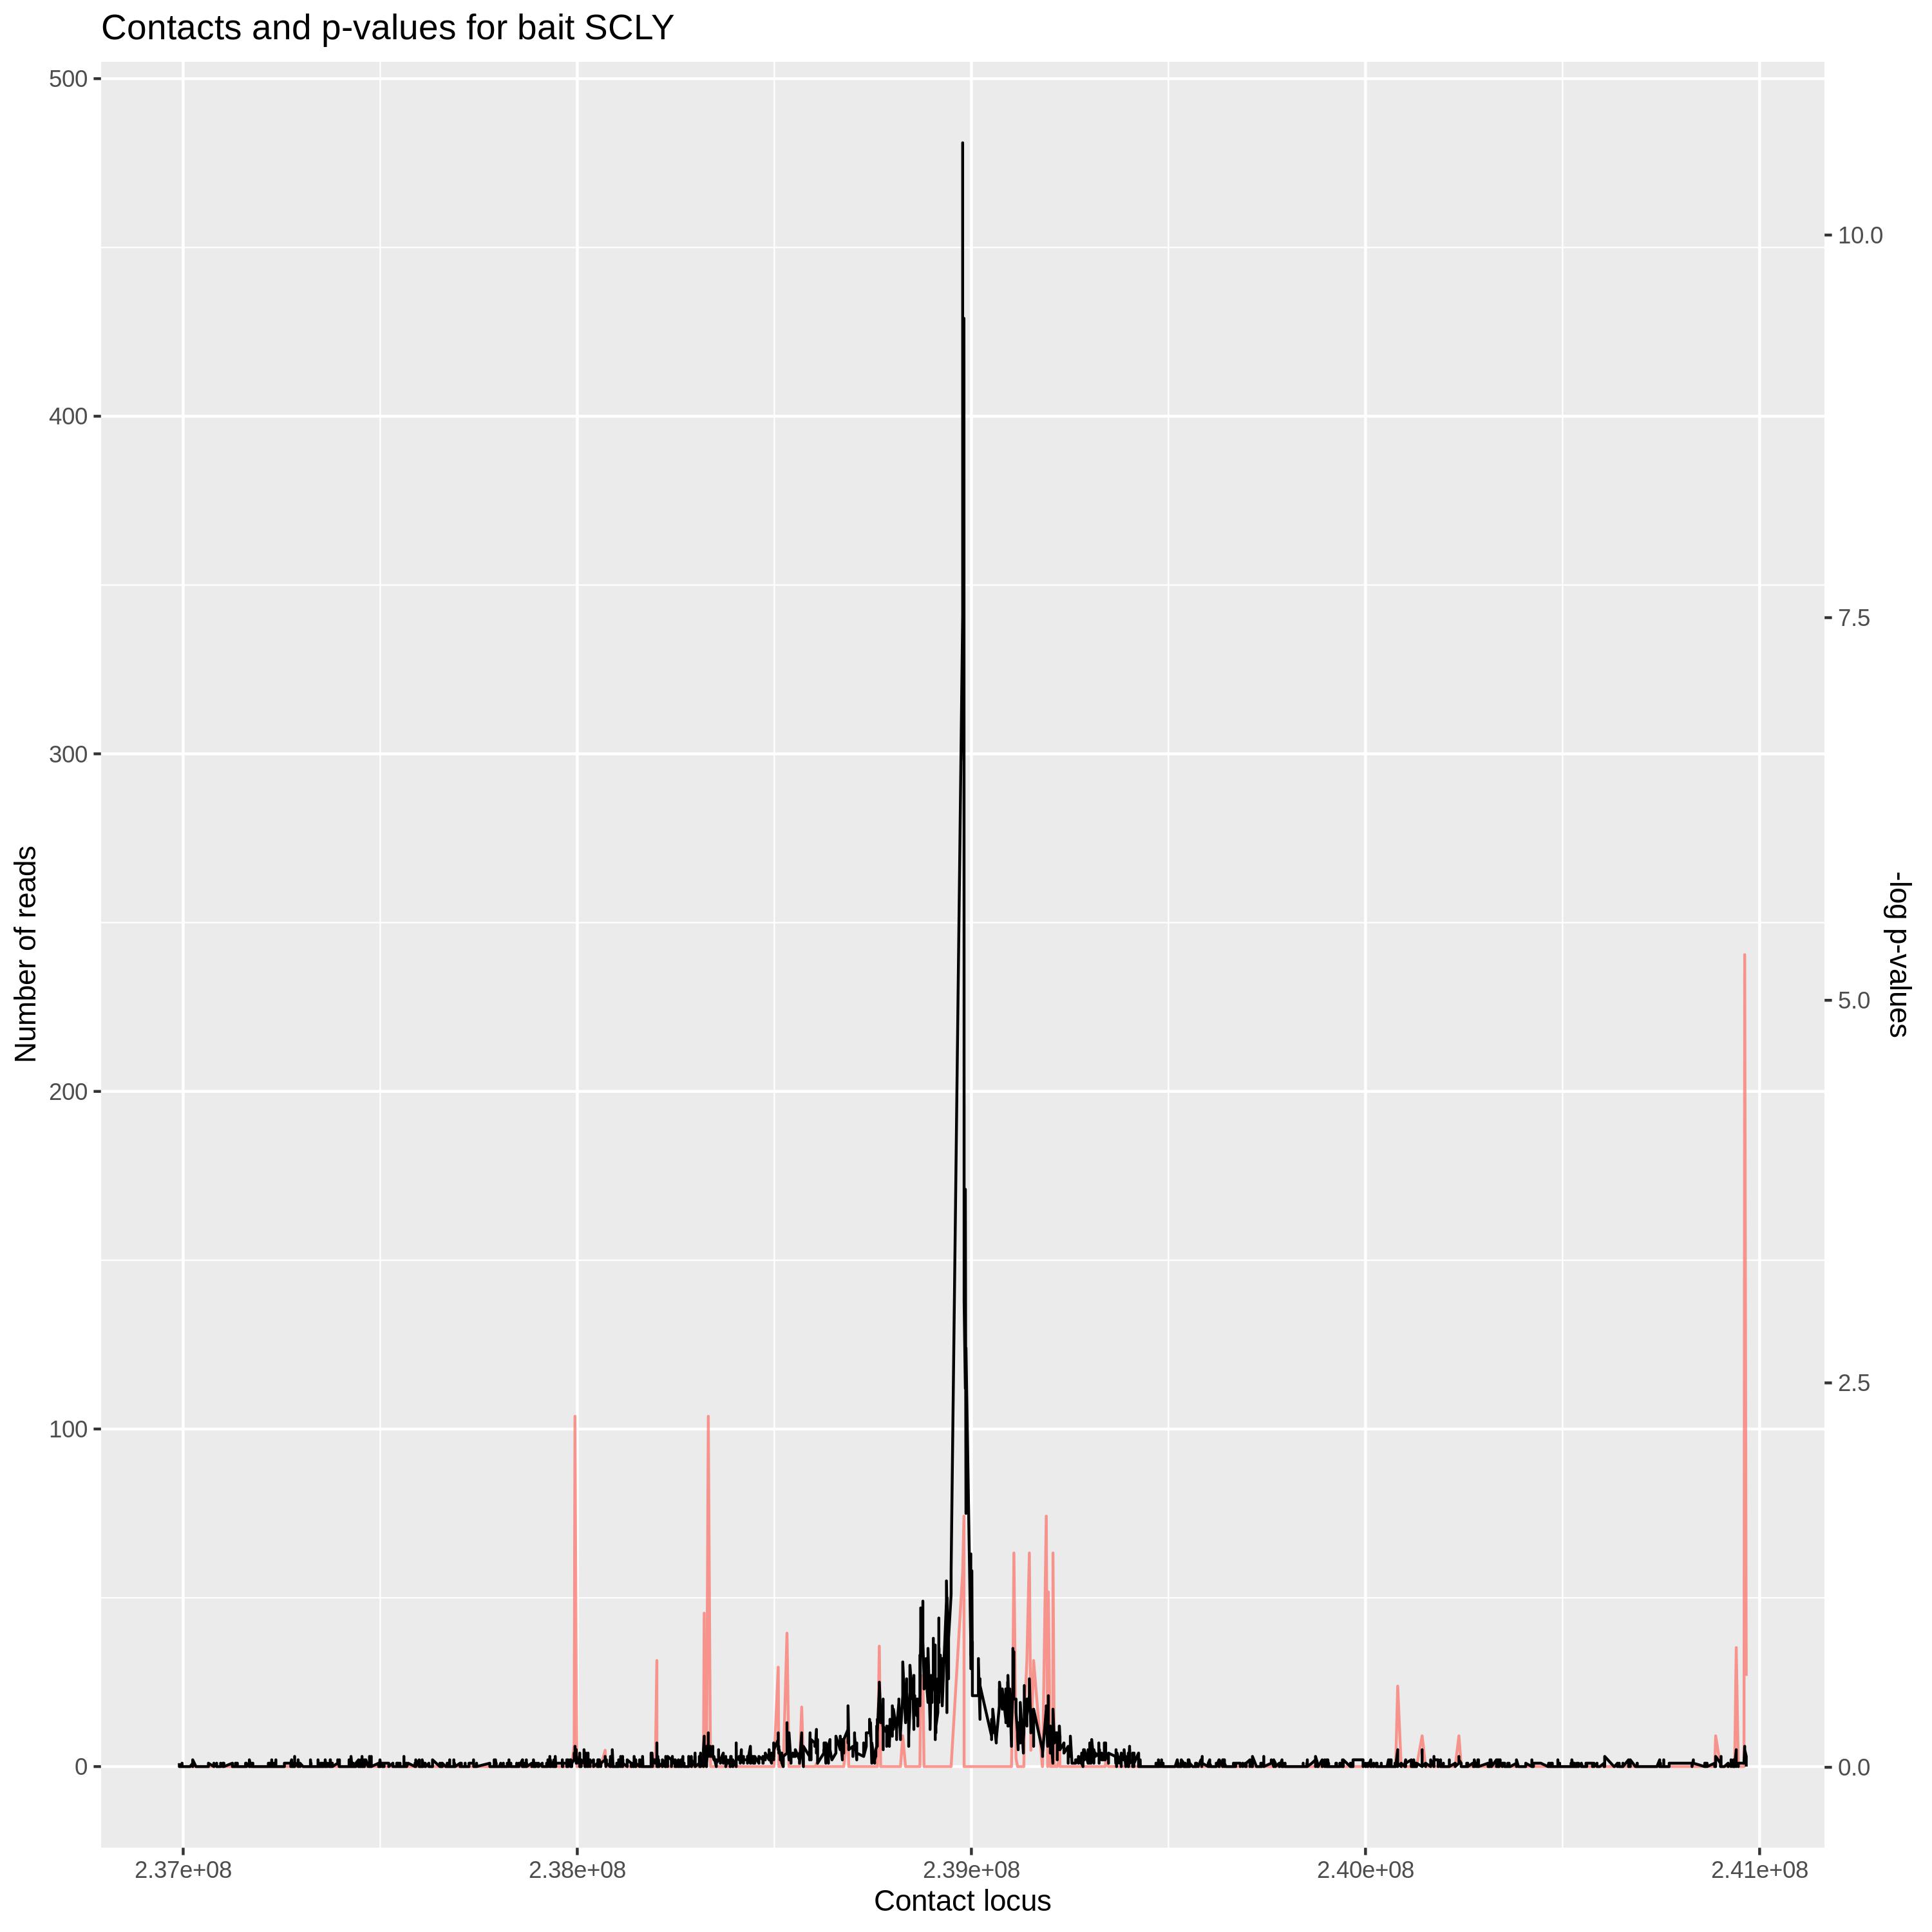 Contacts and p-values for bait SCLY
500
400
300
200
100
0
10.0
7.5
5.0
2.5
0.0
Number of reads
-log p-values
2.37e+08 2.38e+08 2.39e+08 2.40e+08 2.41e+08
Contact locus